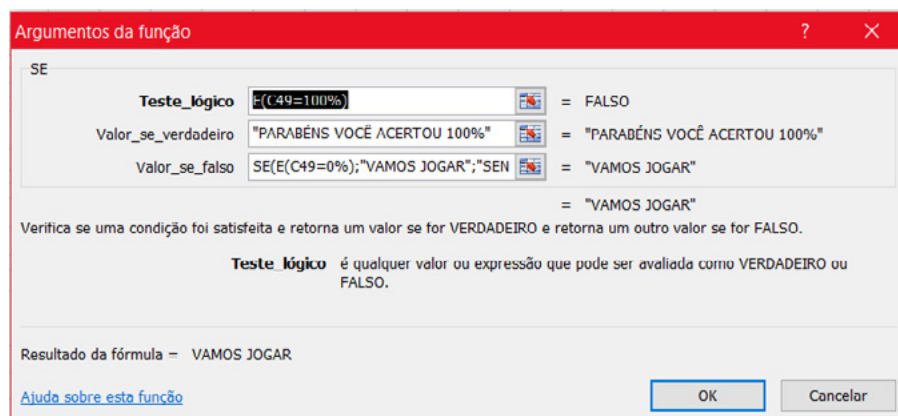 Argumentos da função ? ×
SE
Teste_lógico E(C49=100%) = FALSO
Valor_se_verdadeiro "PARABÉNS VOCÊ ACERTOU 100%" = "PARABÉNS VOCÊ ACERTOU 100%"
Valor_se_falso SE(E(C49=0%);"VAMOS JOGAR";"SEN = "VAMOS JOGAR"
= "VAMOS JOGAR"
Verifica se uma condição foi satisfeita e retorna um valor se for VERDADEIRO e retorna um outro valor se for FALSO.
Teste_lógico é qualquer valor ou expressão que pode ser avaliada como VERDADEIRO ou
FALSO.
Resultado da fórmula = VAMOS JOGAR
Ajuda sobre esta função OK Cancelar